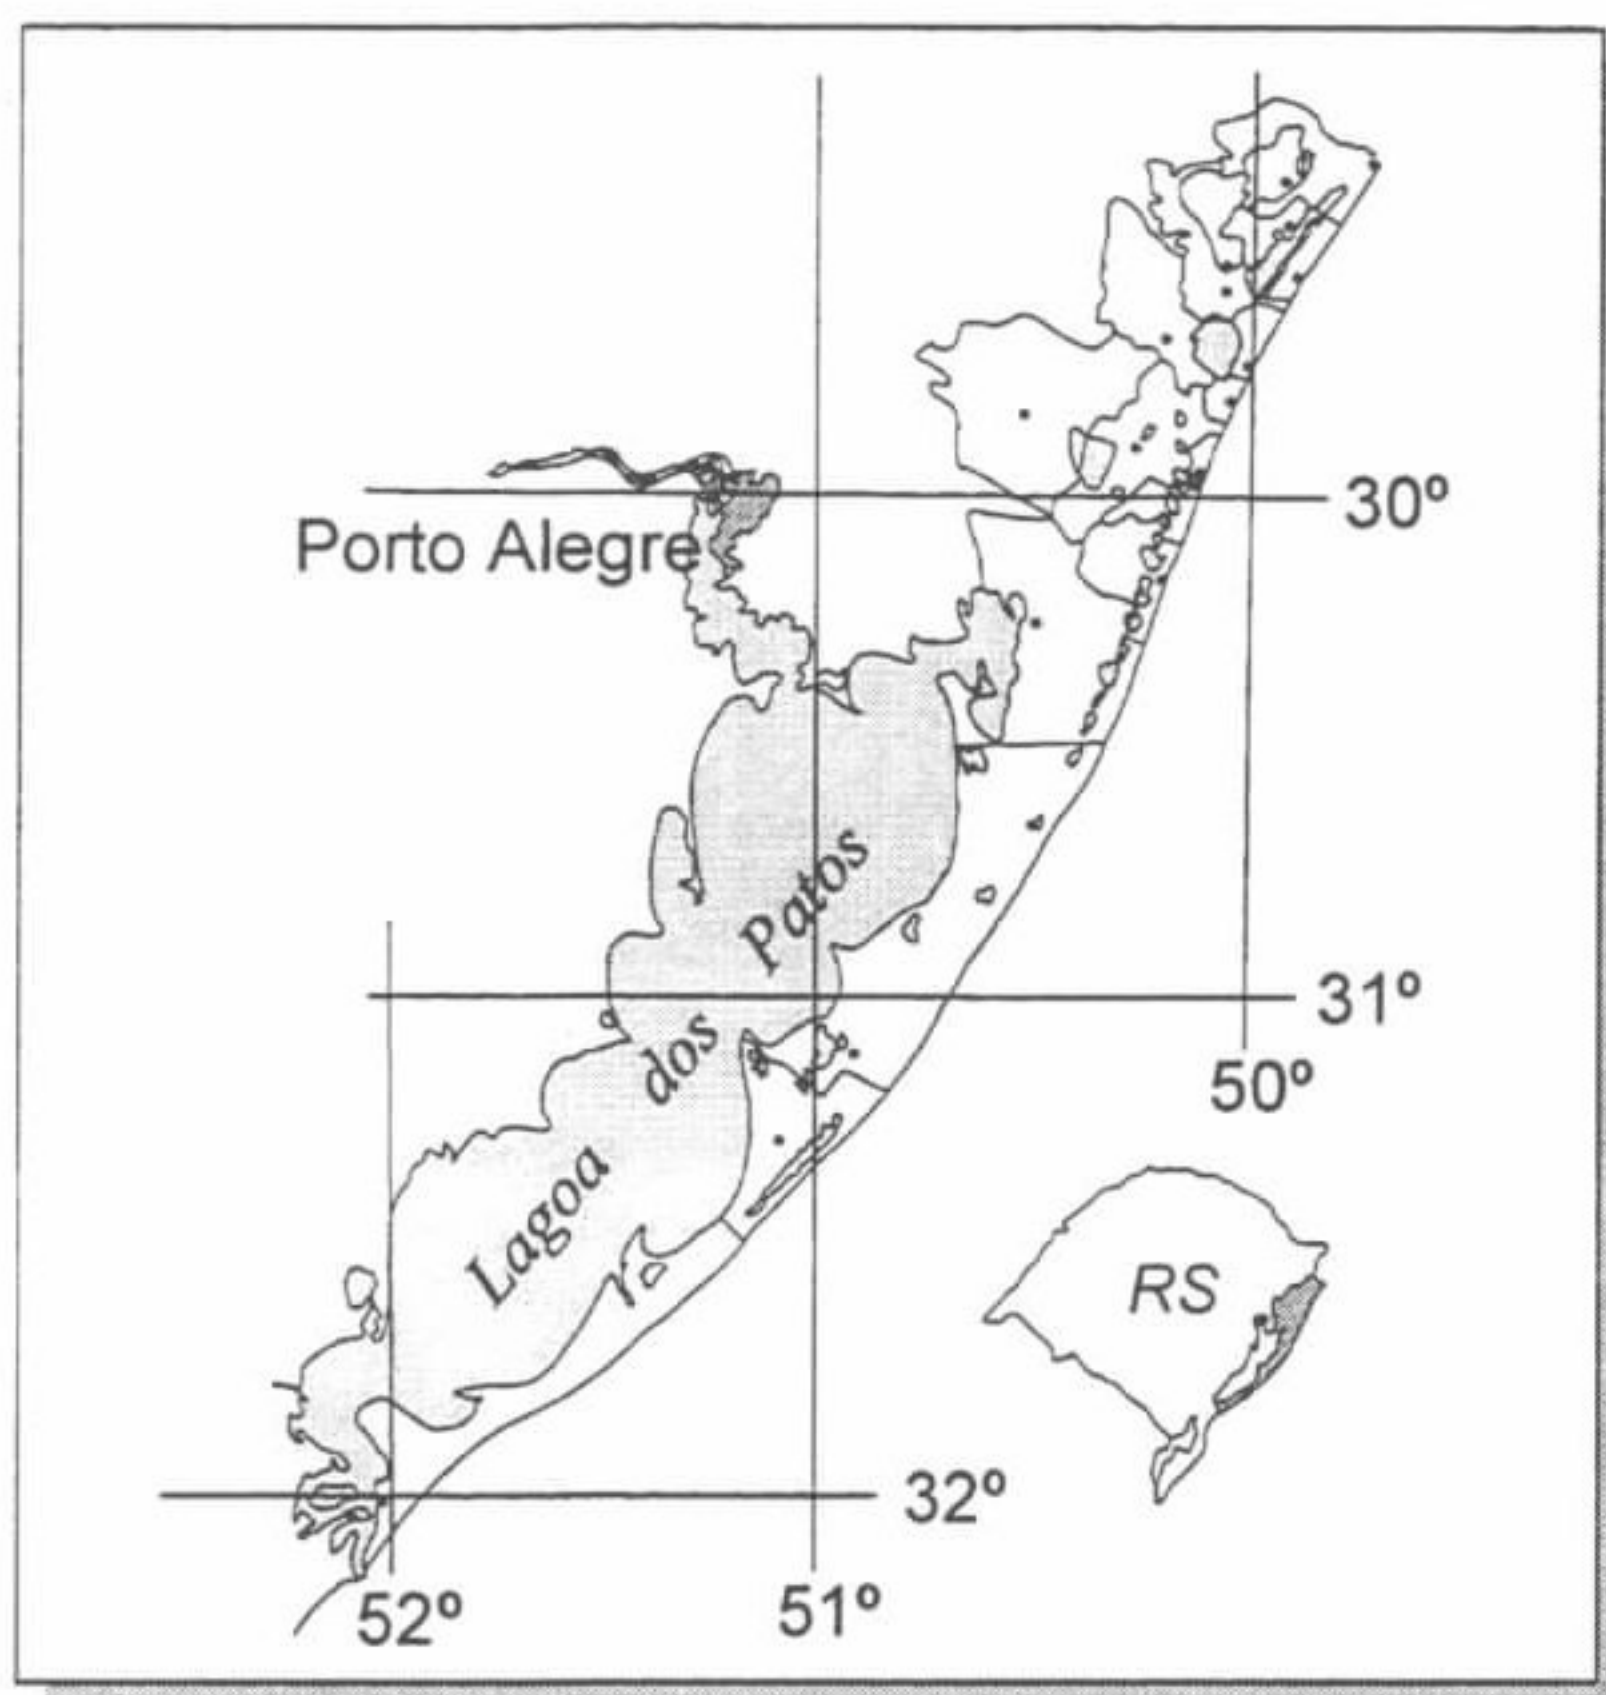 30º
Porto Alegre
Patos
31º
dos
50º
Lagoa
RS
32º
52º
51º